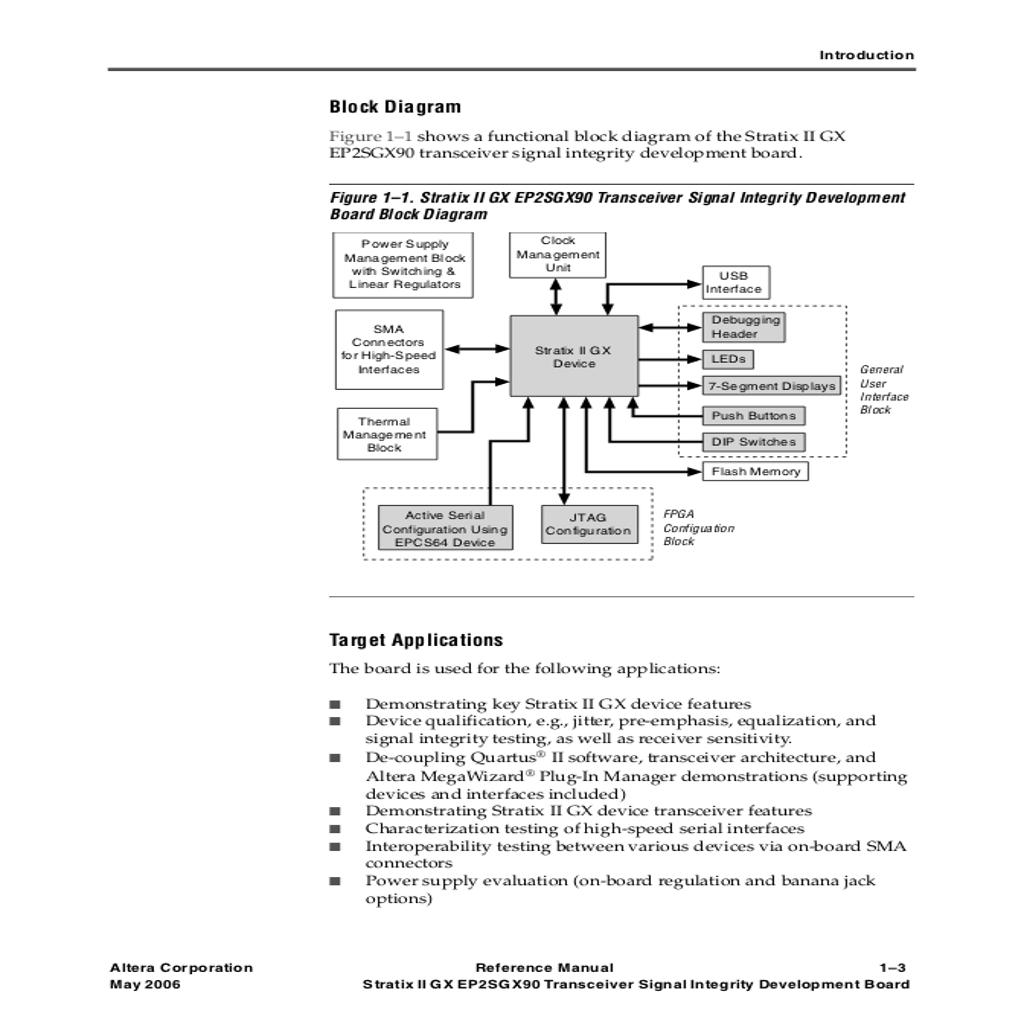 Introduction
Block Diagram
Figure 1–1 shows a functional block diagram of the Stratix II GX
EP2SGX90 transceiver signal integrity development board.
Figure 1–1. Stratix II GX EP2SGX90 Transceiver Signal Integrity Development
Board Block Diagram
Power Supply
Management Block
with Switching &
Linear Regulators
Clock
Management
Unit
USB
Interface
SMA
Connectors
for High-Speed
Interfaces
Stratix II GX
Device
Debugging
Header
LEDs
7-Segment Displays
Push Buttons
DIP Switches
General
User
Interface
Block
Thermal
Management
Block
Flash Memory
Active Serial
Configuration Using
EPCS64 Device
JTAG
Configuration
FPGA
Configuation
Block
Target Applications
The board is used for the following applications:
■ Demonstrating key Stratix II GX device features
■ Device qualification, e.g., jitter, pre-emphasis, equalization, and
signal integrity testing, as well as receiver sensitivity.
■ De-coupling Quartus® II software, transceiver architecture, and
Altera MegaWizard® Plug-In Manager demonstrations (supporting
devices and interfaces included)
■ Demonstrating Stratix II GX device transceiver features
■ Characterization testing of high-speed serial interfaces
■ Interoperability testing between various devices via on-board SMA
connectors
■ Power supply evaluation (on-board regulation and banana jack
options)
Altera Corporation Reference Manual 1–3
May 2006 Stratix II GX EP2SGX90 Transceiver Signal Integrity Development Board